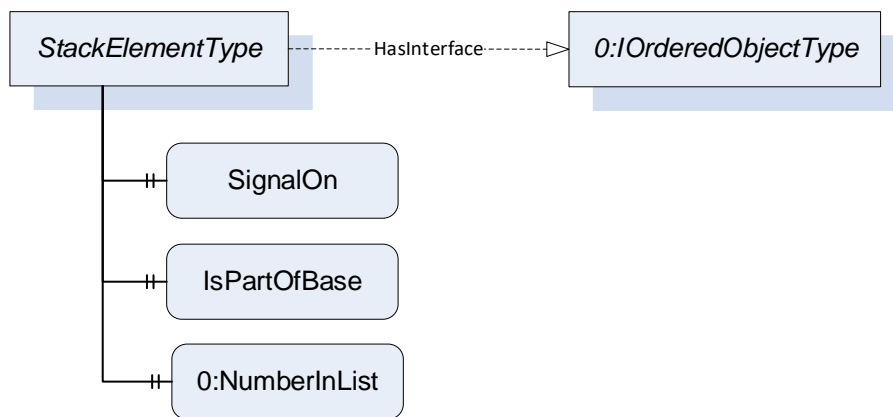 StackElementType
HasInterface
0:IOrderedObjectType
SignalOn
IsPartOfBase
0:NumberInList